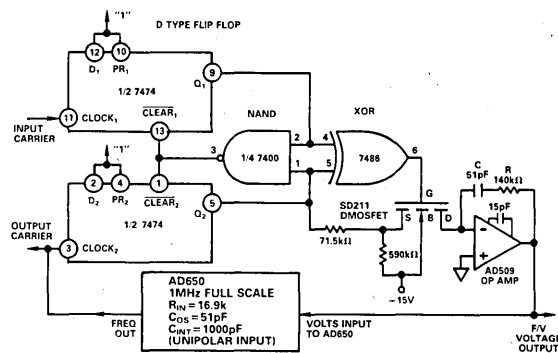 "1"
D TYPE FLIP FLOP
12 10
D1 PR1
9
Q1
1/2 7474
11 CLOCK1
CLEAR1
13
INPUT CARRIER
NAND
XOR
3
1/4 7400
2
1
4
5
7486
6
"1"
2 4
D2 PR2
1
CLEAR2
5
Q2
1/2 7474
OUTPUT CARRIER
3 CLOCK2
SD211 DMOSFET
G
S B D
71.5kΩ
590kΩ
-15V
C
51pF
R
140kΩ
15pF
-
+
AD509
OP AMP
AD650
1MHz FULL SCALE
RIN = 16.9k
COS = 51pF
CINT = 1000pF
(UNIPOLAR INPUT)
FREQ OUT
VOLTS INPUT TO AD650
F/V VOLTAGE OUTPUT